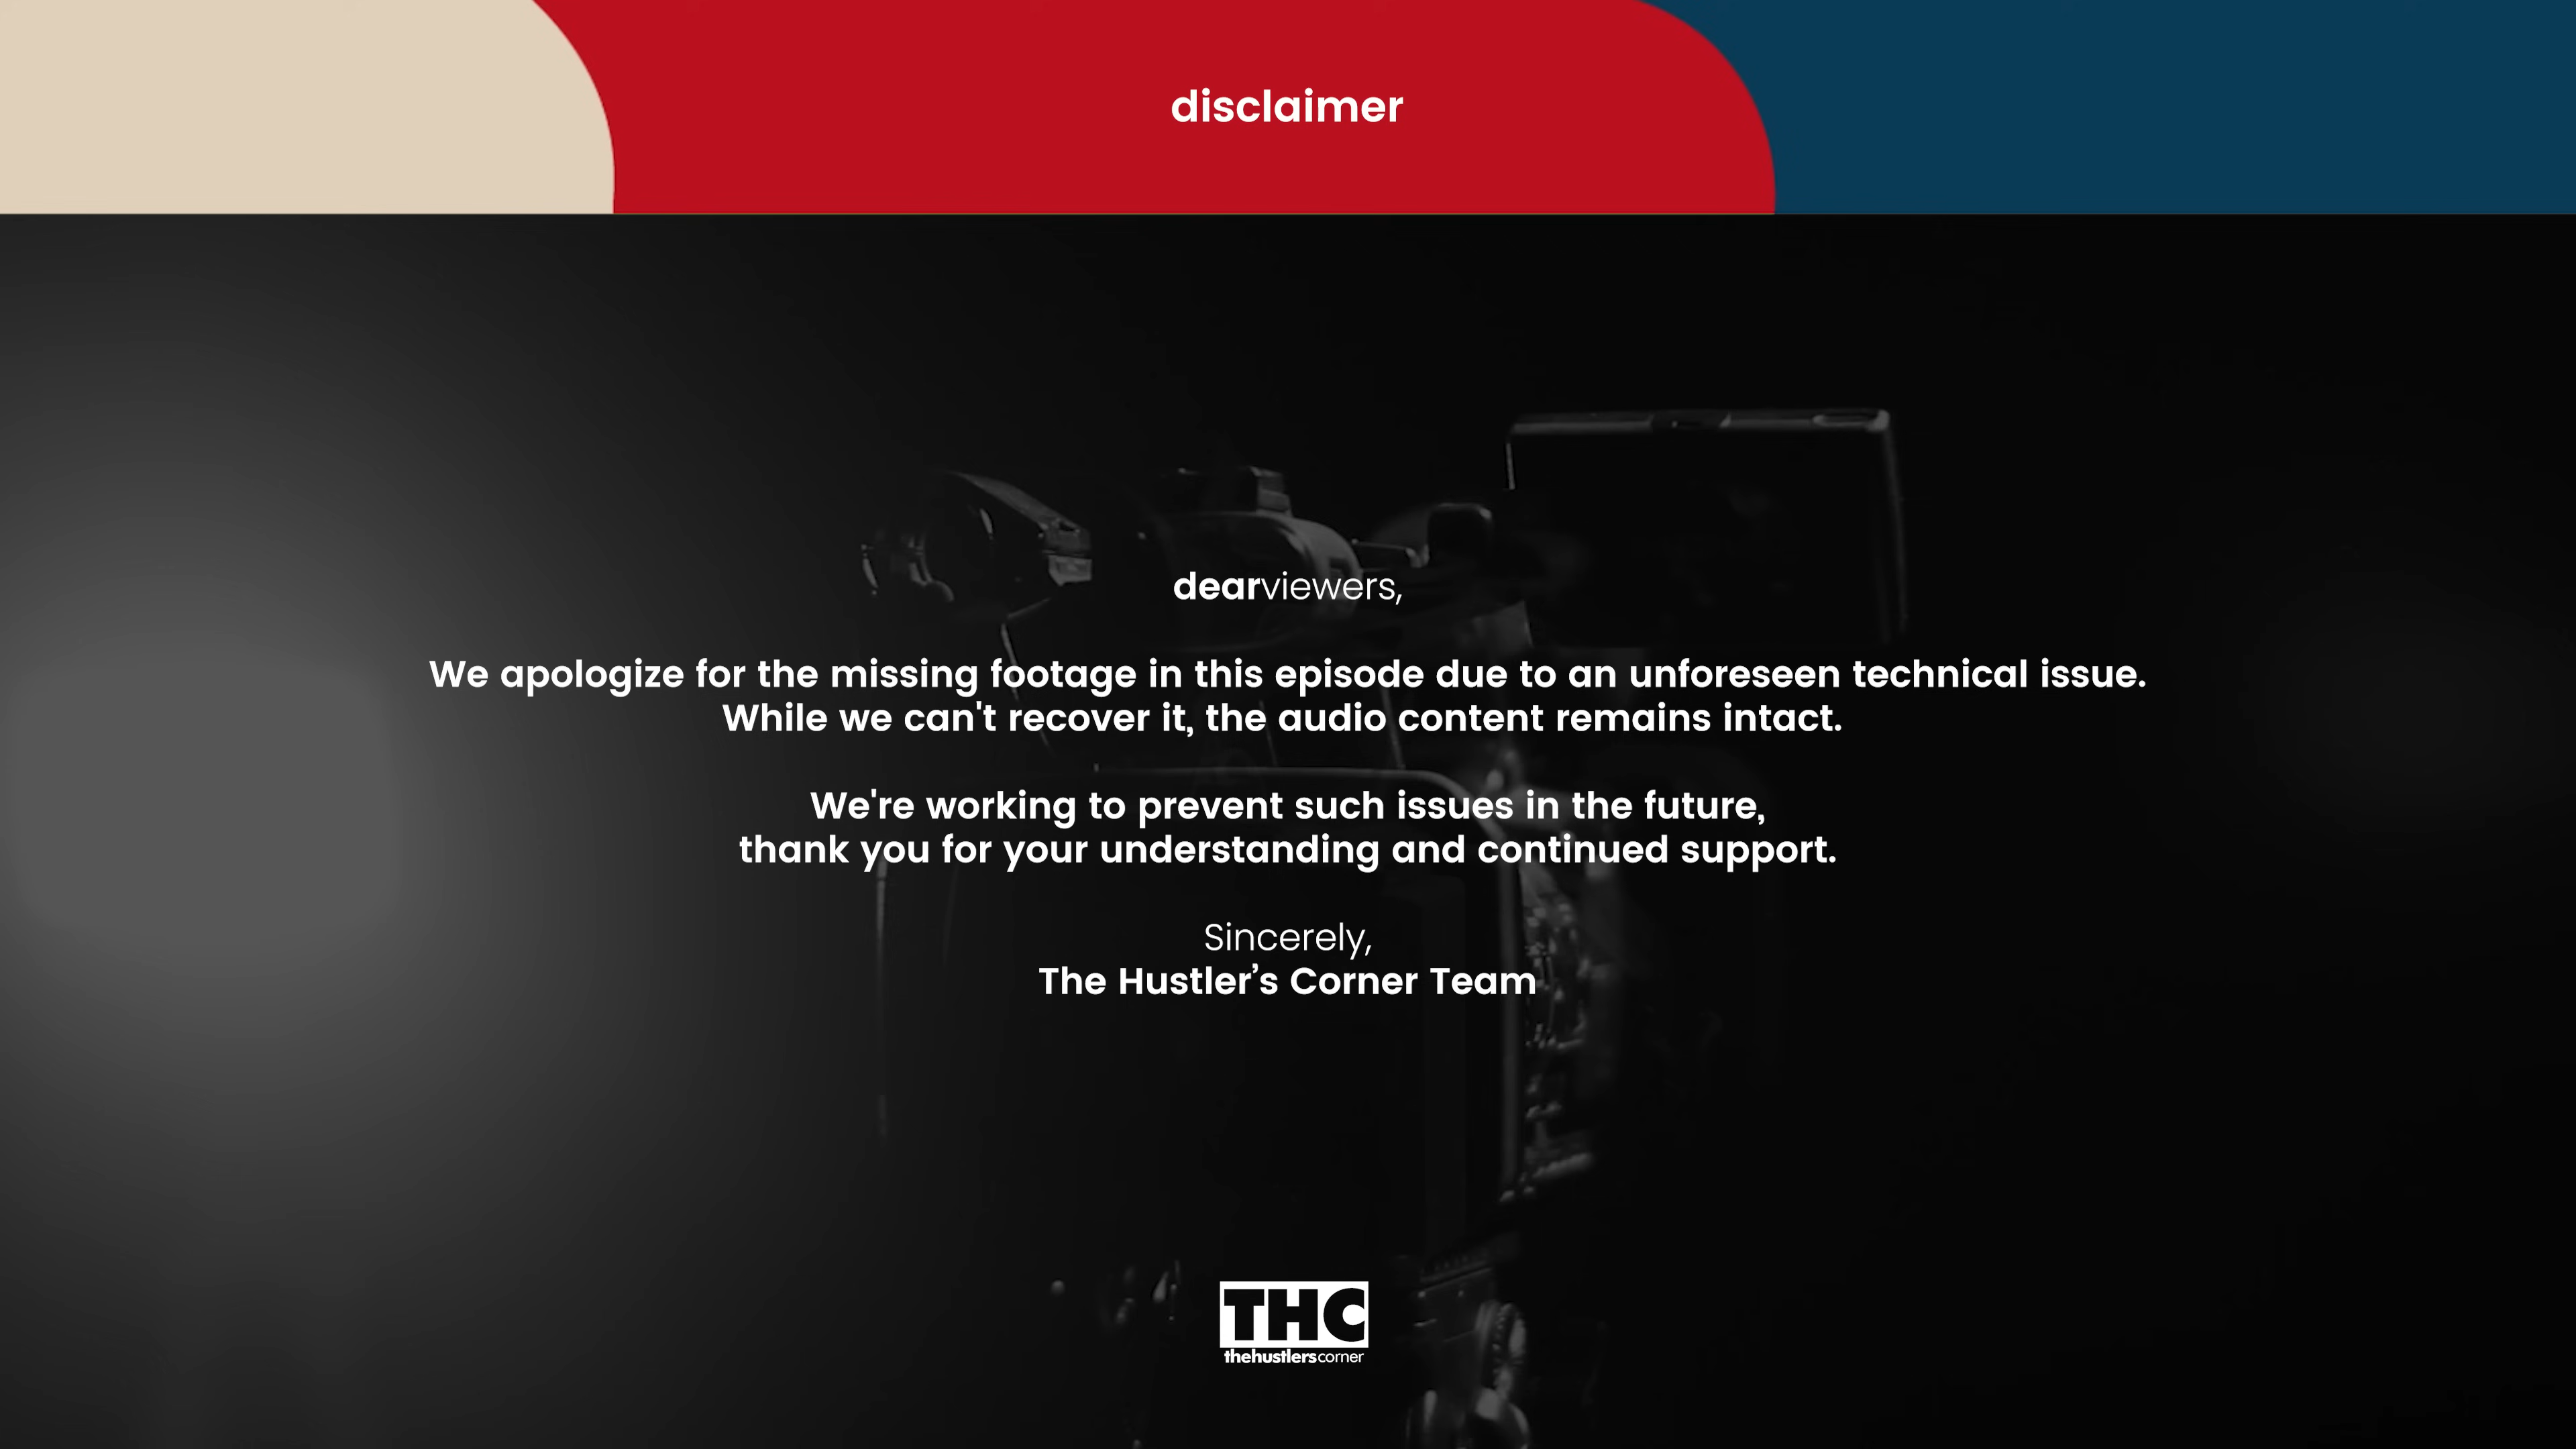 disclaimer
dearviewers,
We apologize for the missing footage in this episode due to an unforeseen technical issue.
While we can't recover it, the audio content remains intact.
We're working to prevent such issues in the future,
thank you for your understanding and continued support.
Sincerely,
The Hustler’s Corner Team
THC
thehustlerscorner